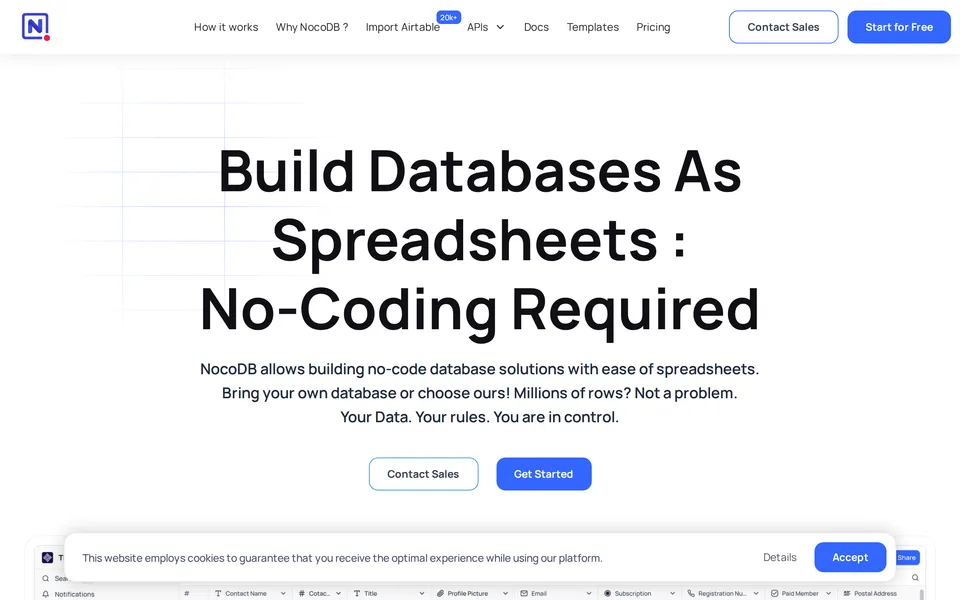 N
How it works
Why NocoDB ?
Import Airtable
20k+
APIs
Docs
Templates
Pricing
Contact Sales
Start for Free
Build Databases As
Spreadsheets :
No-Coding Required
NocoDB allows building no-code database solutions with ease of spreadsheets.
Bring your own database or choose ours! Millions of rows? Not a problem.
Your Data. Your rules. You are in control.
Contact Sales
Get Started
This website employs cookies to guarantee that you receive the optimal experience while using our platform.
Details
Accept
Share
Notifications
#
Contact Name
Cotac..
Title
Profile Picture
Email
Subscription
Registration Nu...
Paid Member
Postal Address